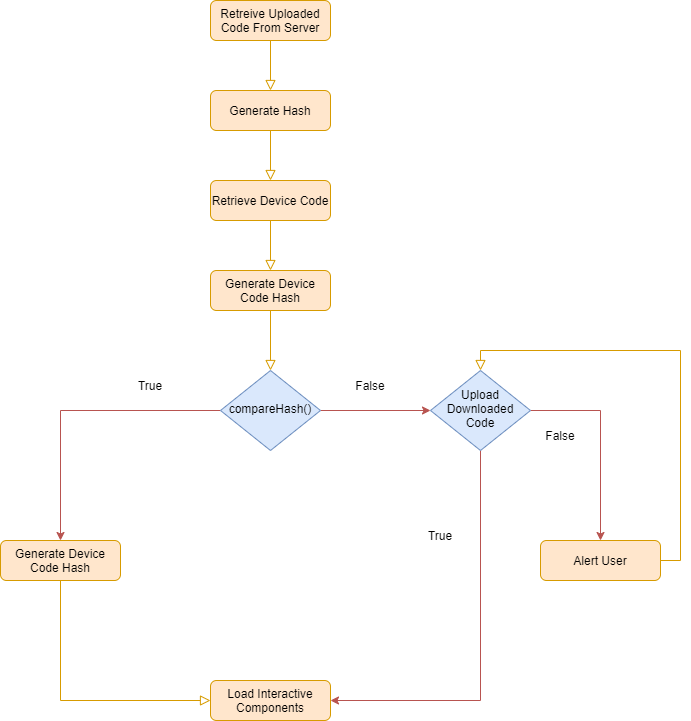 Retreive Uploaded
Code From Server
Generate Hash
Retrieve Device Code
Generate Device
Code Hash
True
False
compareHash()
Upload
Downloaded
Code
False
True
Generate Device
Code Hash
Alert User
Load Interactive
Components